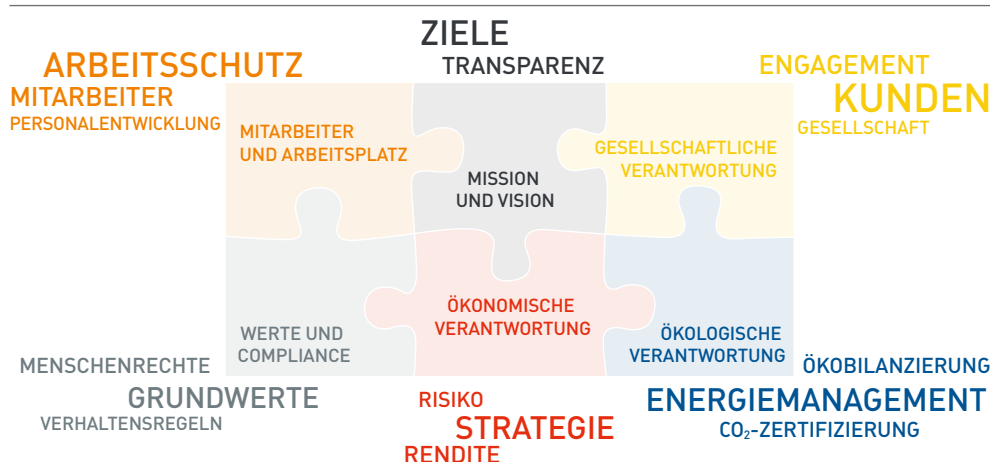 ZIELE
TRANSPARENZ
ARBEITSSCHUTZ
MITARBEITER
PERSONALENTWICKLUNG
ENGAGEMENT
KUNDEN
GESELLSCHAFT
MITARBEITER
UND ARBEITSPLATZ
MISSION
UND VISION
GESELLSCHAFTLICHE
VERANTWORTUNG
WERTE UND
COMPLIANCE
ÖKONOMISCHE
VERANTWORTUNG
ÖKOLOGISCHE
VERANTWORTUNG
MENSCHENRECHTE
GRUNDWERTE
VERHALTENSREGELN
RISIKO
STRATEGIE
RENDITE
ÖKOBILANZIERUNG
ENERGIEMANAGEMENT
CO₂-ZERTIFIZIERUNG